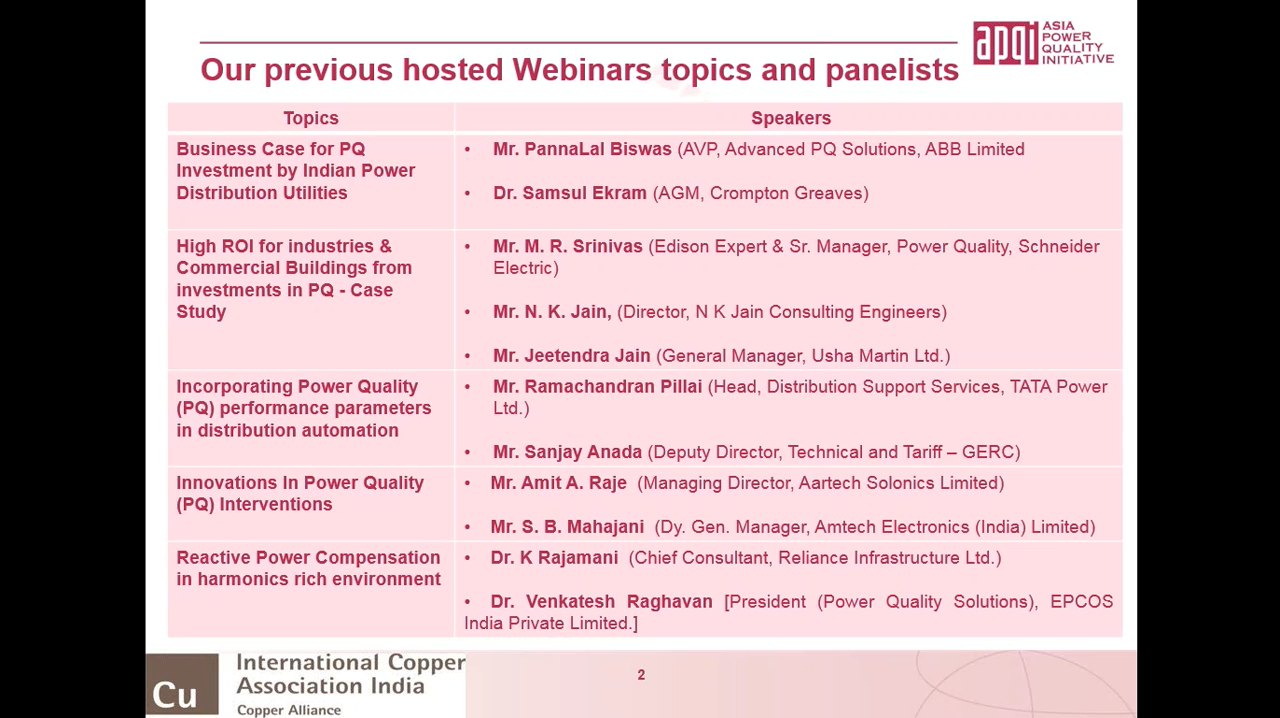 apqi ASIA
POWER
QUALITY
INITIATIVE
Our previous hosted Webinars topics and panelists
Topics
Speakers
Business Case for PQ
Investment by Indian Power
Distribution Utilities
• Mr. PannaLal Biswas (AVP, Advanced PQ Solutions, ABB Limited
• Dr. Samsul Ekram (AGM, Crompton Greaves)
High ROI for industries &
Commercial Buildings from
investments in PQ - Case
Study
• Mr. M. R. Srinivas (Edison Expert & Sr. Manager, Power Quality, Schneider
Electric)
• Mr. N. K. Jain, (Director, N K Jain Consulting Engineers)
• Mr. Jeetendra Jain (General Manager, Usha Martin Ltd.)
Incorporating Power Quality
(PQ) performance parameters
in distribution automation
• Mr. Ramachandran Pillai (Head, Distribution Support Services, TATA Power
Ltd.)
• Mr. Sanjay Anada (Deputy Director, Technical and Tariff – GERC)
Innovations In Power Quality
(PQ) Interventions
• Mr. Amit A. Raje (Managing Director, Aartech Solonics Limited)
• Mr. S. B. Mahajani (Dy. Gen. Manager, Amtech Electronics (India) Limited)
Reactive Power Compensation
in harmonics rich environment
• Dr. K Rajamani (Chief Consultant, Reliance Infrastructure Ltd.)
• Dr. Venkatesh Raghavan [President (Power Quality Solutions), EPCOS
India Private Limited.]
Cu
International Copper
Association India
Copper Alliance
2